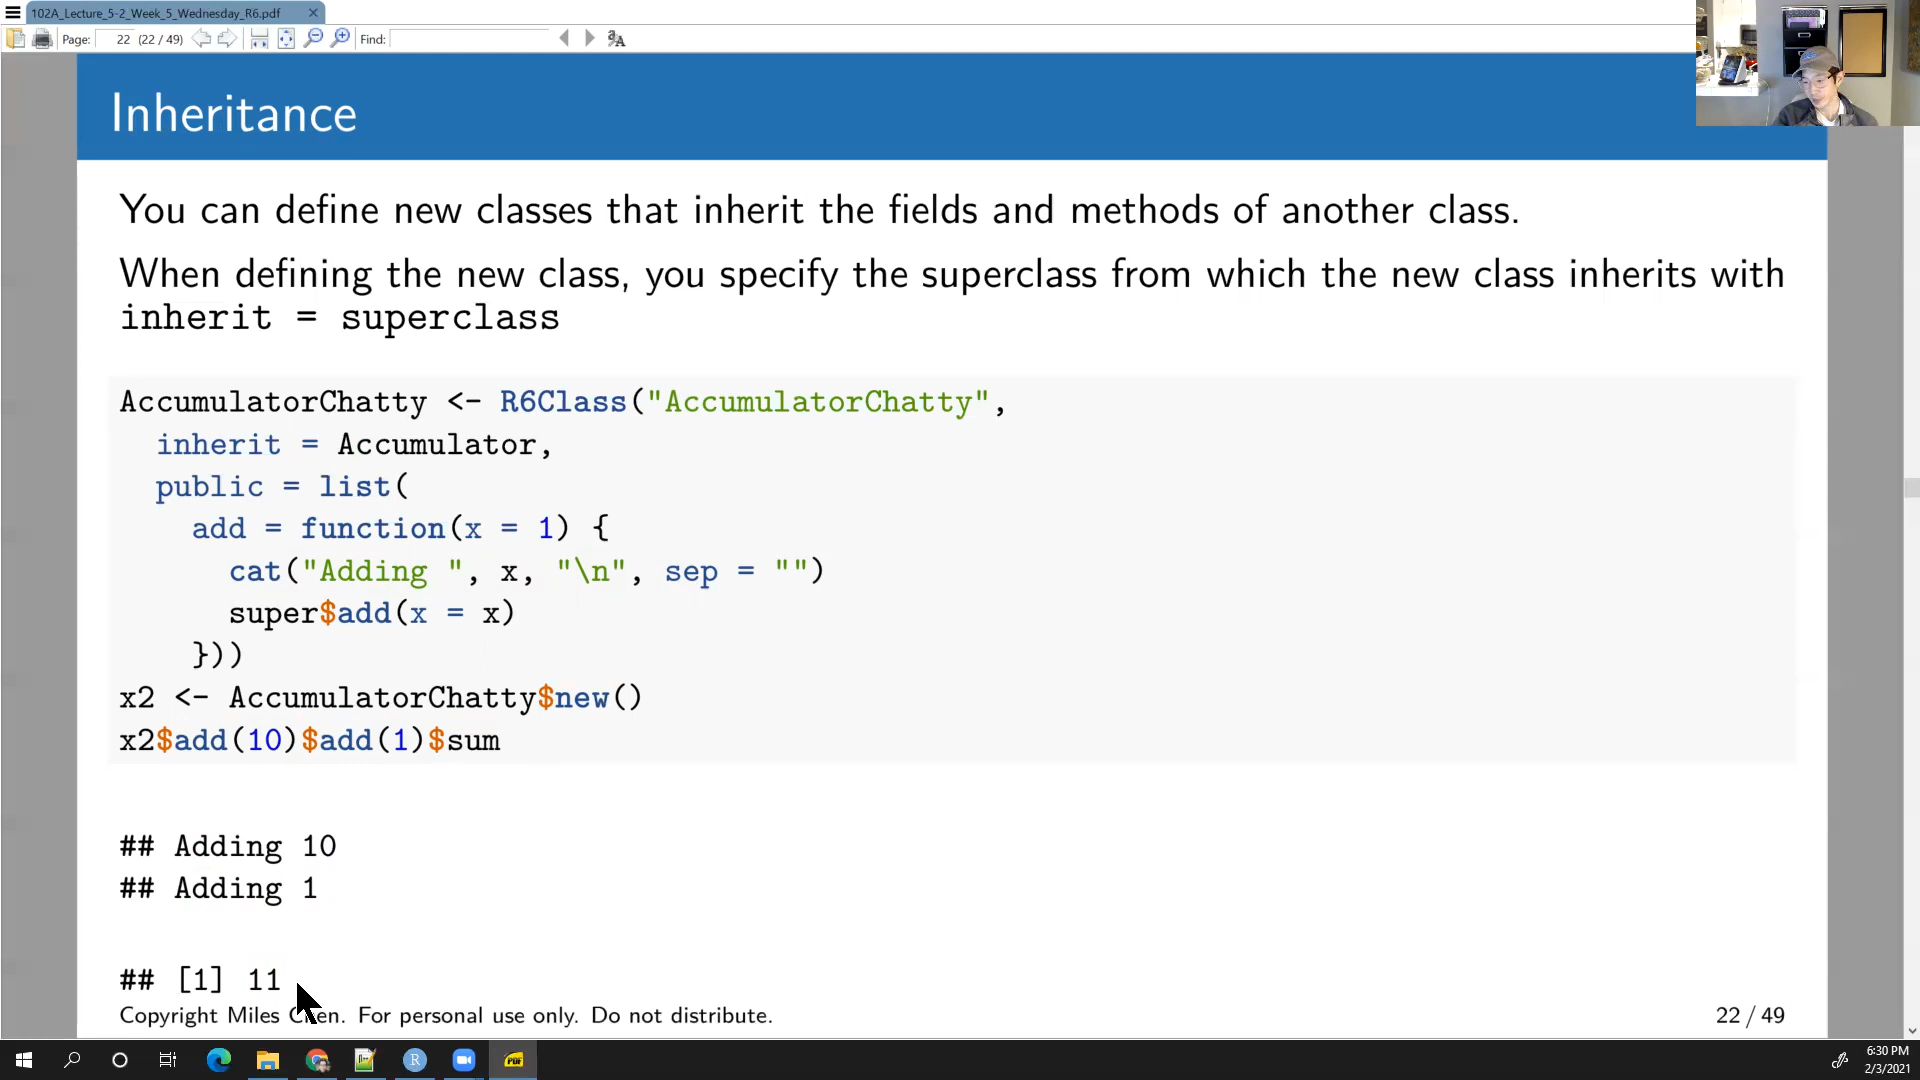 102A_Lecture_5-2_Week_5_Wednesday_R6.pdf
Page: 22 (22 / 49) Find:
Inheritance
You can define new classes that inherit the fields and methods of another class.
When defining the new class, you specify the superclass from which the new class inherits with
inherit = superclass
AccumulatorChatty <- R6Class("AccumulatorChatty",
  inherit = Accumulator,
  public = list(
    add = function(x = 1) {
      cat("Adding ", x, "\n", sep = "")
      super$add(x = x)
    }))
x2 <- AccumulatorChatty$new()
x2$add(10)$add(1)$sum
## Adding 10
## Adding 1
## [1] 11
Copyright Miles Chen. For personal use only. Do not distribute.
22 / 49
6:30 PM
2/3/2021